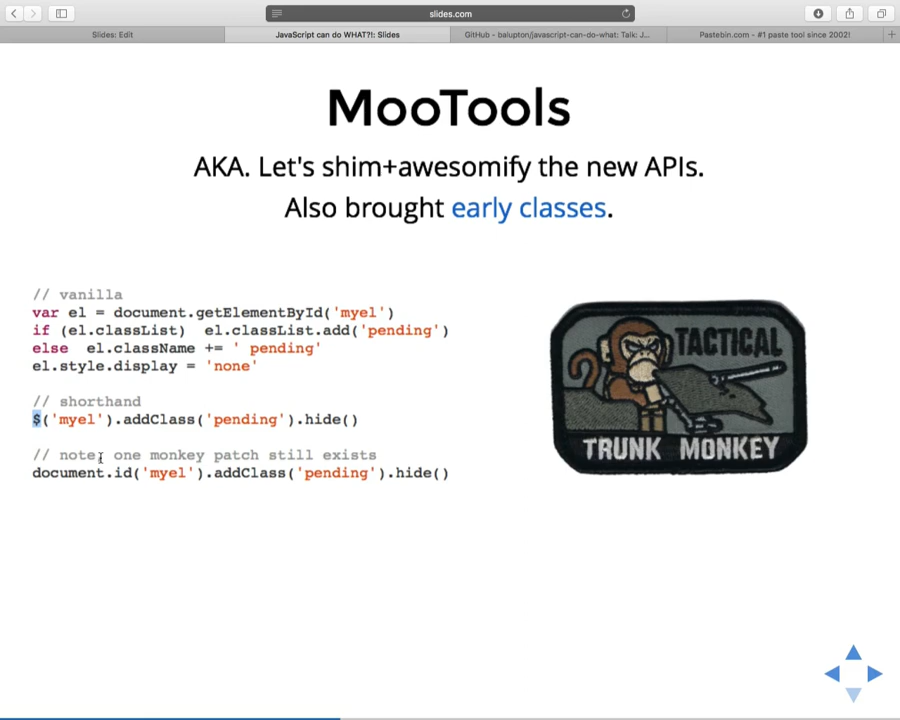 slides.com
Slides: Edit
JavaScript can do WHAT?!: Slides
GitHub - balupton/javascript-can-do-what: Talk: J...
Pastebin.com - #1 paste tool since 2002!
MooTools
AKA. Let's shim+awesomify the new APIs.
Also brought early classes.
// vanilla
var el = document.getElementById('myel')
if (el.classList)  el.classList.add('pending')
else  el.className += ' pending'
el.style.display = 'none'
// shorthand
$('myel').addClass('pending').hide()
// note: one monkey patch still exists
document.id('myel').addClass('pending').hide()
TACTICAL
TRUNK MONKEY